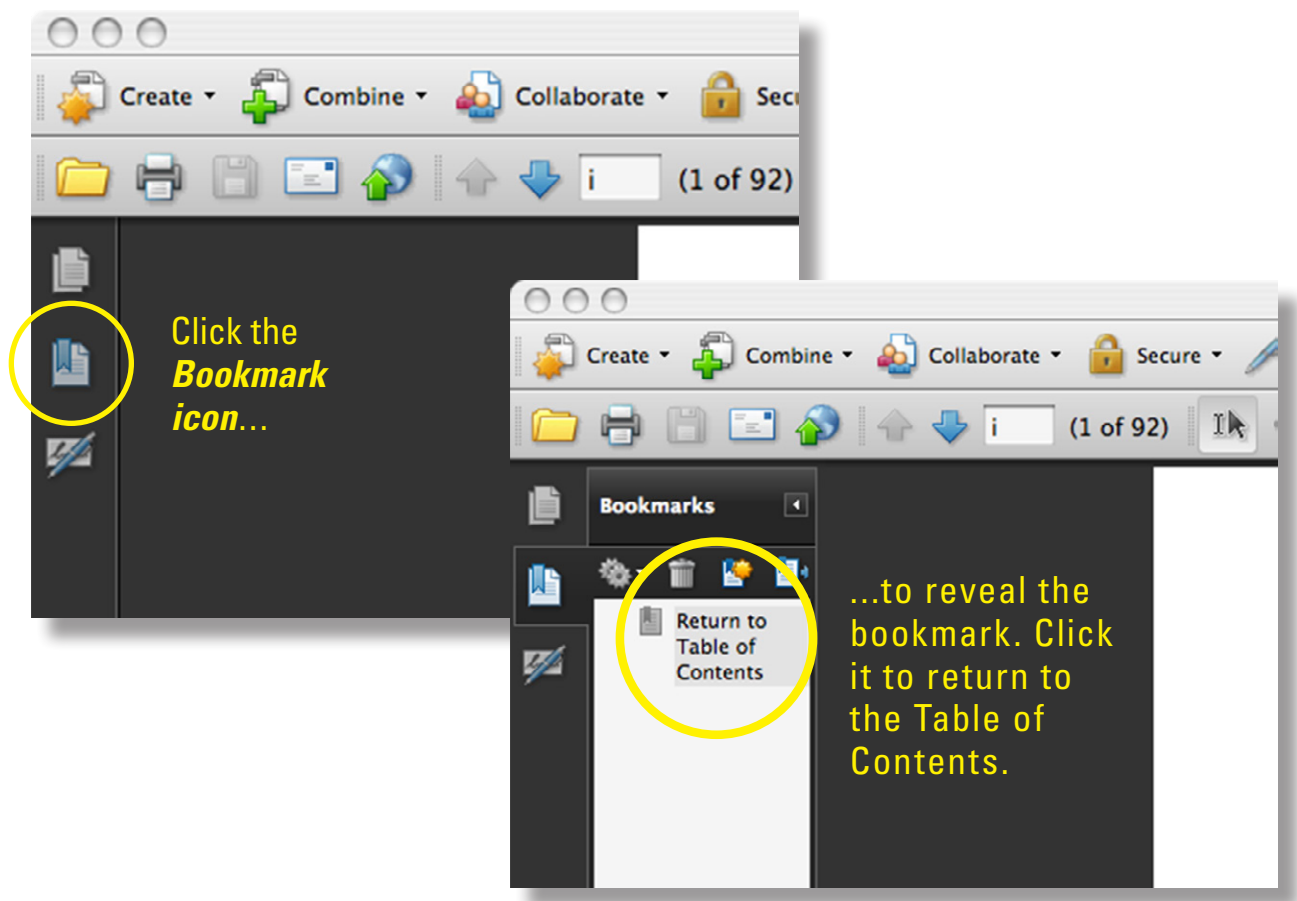 Create Combine Collaborate
i (1 of 92)
Click the
Bookmark
icon...
Create Combine Collaborate Secure
i (1 of 92)
Bookmarks
Return to
Table of
Contents
...to reveal the
bookmark. Click
it to return to
the Table of
Contents.